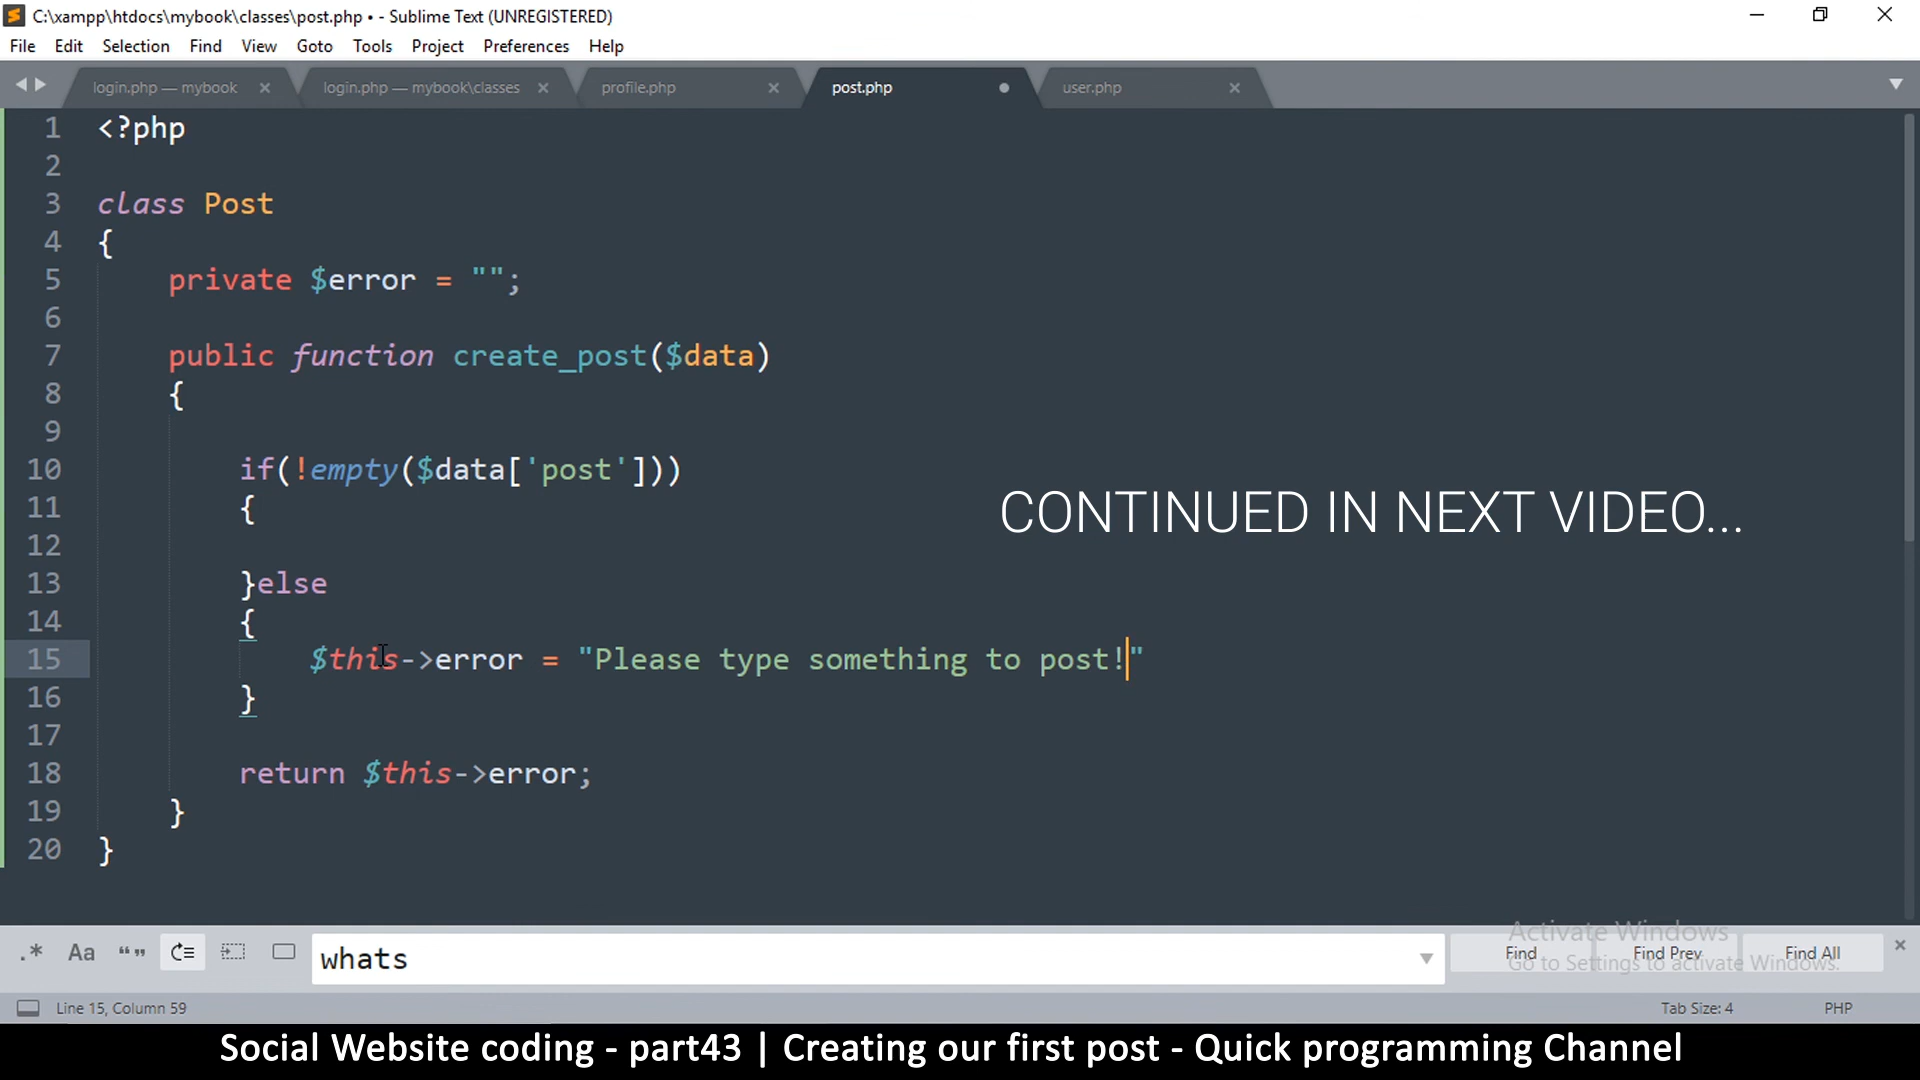 C:\xampp\htdocs\mybook\classes\post.php • - Sublime Text (UNREGISTERED)
File Edit Selection Find View Goto Tools Project Preferences Help
login.php — mybook login.php — mybook\classes profile.php post.php user.php
1 <?php
2
3 class Post
4 {
5 private $error = "";
6
7 public function create_post($data)
8 {
9
10 if(!empty($data['post']))
11 {
CONTINUED IN NEXT VIDEO...
12
13 }else
14 {
15 $this->error = "Please type something to post!"
16 }
17
18 return $this->error;
19 }
20 }
Activate Windows
Go to Settings to activate Windows.
.* Aa “” whats Find Find Prev Find All
Line 15, Column 59 Tab Size: 4 PHP
Social Website coding - part43 | Creating our first post - Quick programming Channel